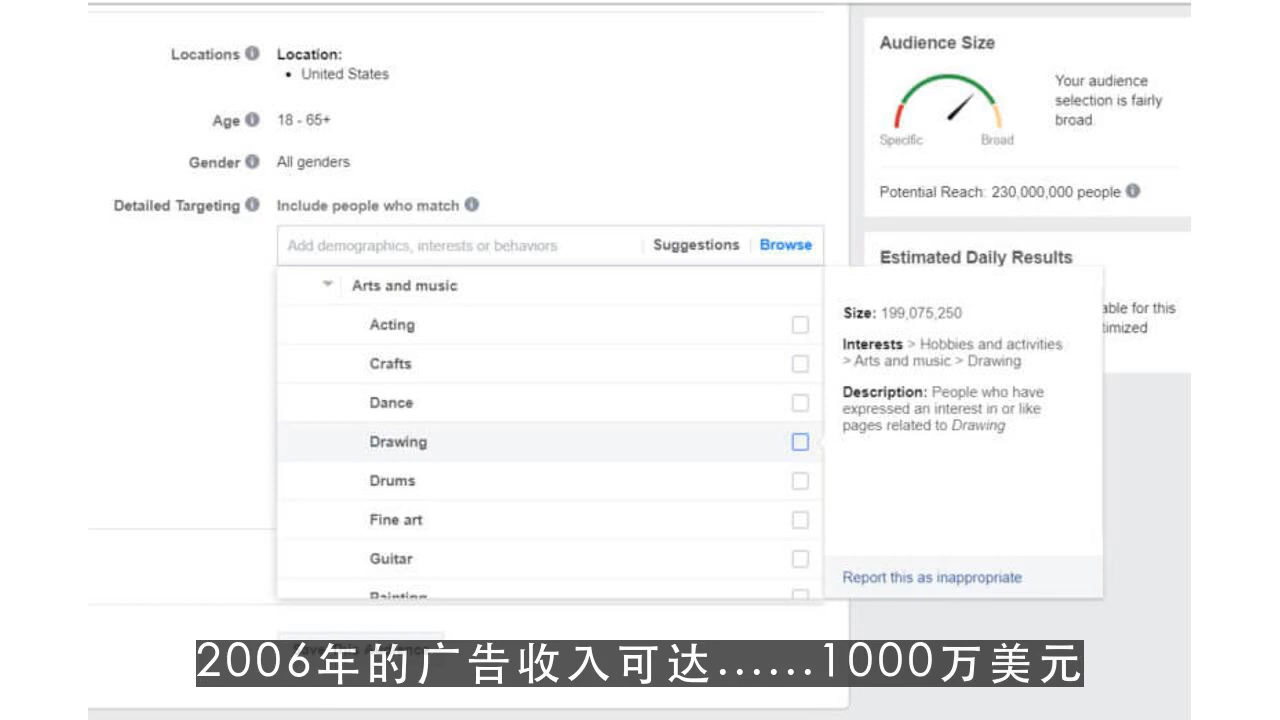 Locations
Location:
United States
Age
18 - 65+
Gender
All genders
Detailed Targeting
Include people who match
Add demographics, interests or behaviors
Suggestions
Browse
Arts and music
Acting
Crafts
Dance
Drawing
Drums
Fine art
Guitar
Painting
Size: 199,075,250
Interests > Hobbies and activities
> Arts and music > Drawing
Description: People who have
expressed an interest in or like
pages related to Drawing
Report this as inappropriate
Audience Size
Specific
Broad
Your audience
selection is fairly
broad.
Potential Reach: 230,000,000 people
Estimated Daily Results
able for this
timized
2006年的广告收入可达......1000万美元